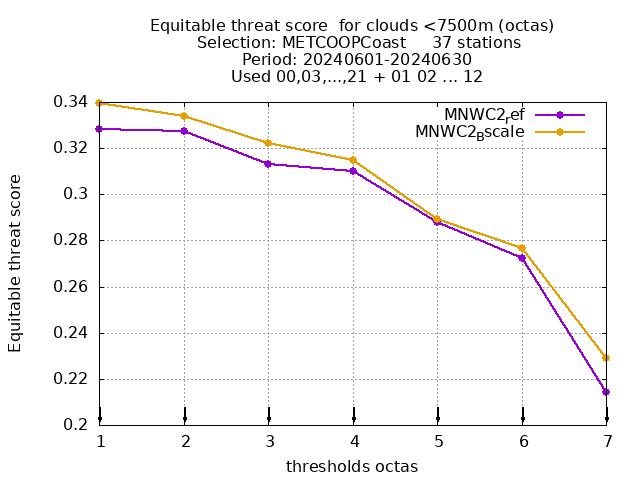 Equitable threat score  for clouds <7500m (octas)
Selection: METCOOPCoast     37 stations
Period: 20240601-20240630
Used 00,03,...,21 + 01 02 ... 12
MNWC2ref
MNWC2Bscale
0.34
0.32
0.3
0.28
0.26
0.24
0.22
0.2
Equitable threat score
1 2 3 4 5 6 7
thresholds octas